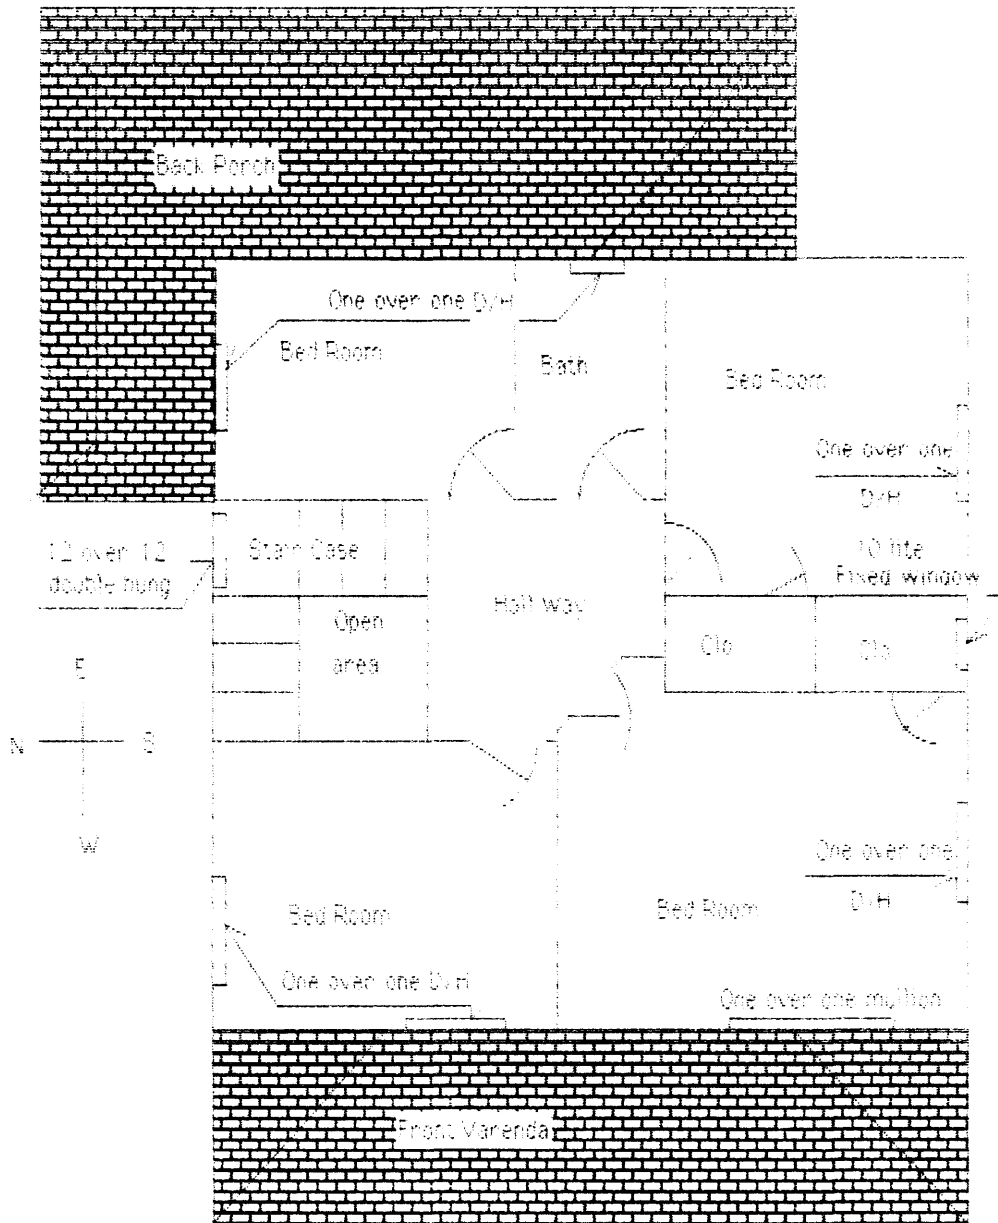 Back Porch
One over one D/H
Bed Room
Bath
Bed Room
One over one
D/H
12 over 12
double hung
Stair Case
10 lite
Fixed window
Hall way
Open
area
Clo
Clo
E
N
S
W
One over one
D/H
Bed Room
Bed Room
One over one D/H
One over one mullion
Front Varenda